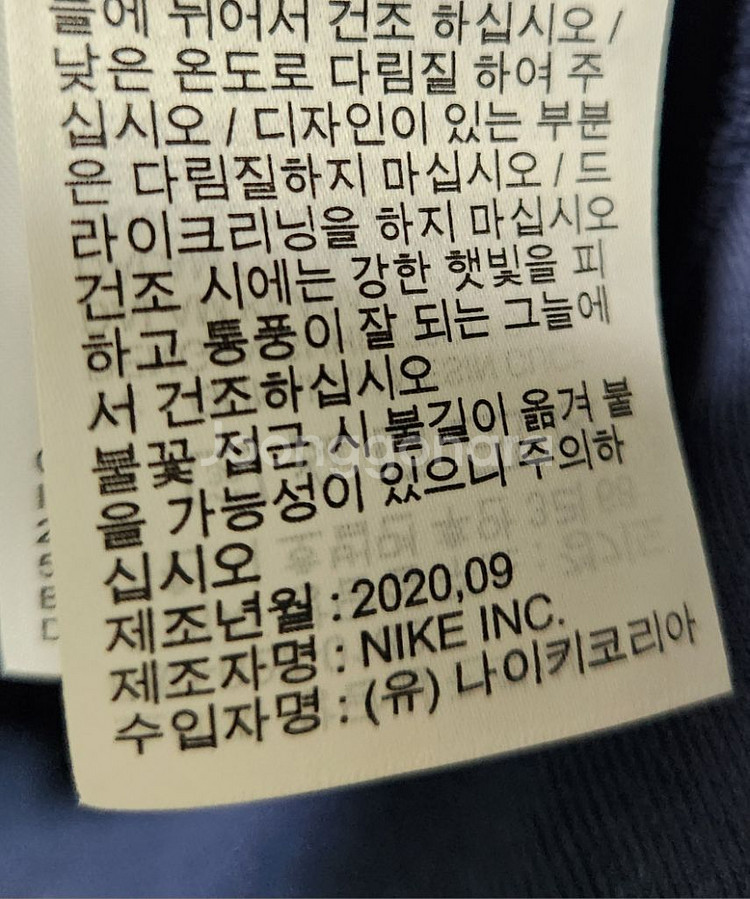 늘에 뉘어서 건조 하십시오 /
낮은 온도로 다림질 하여 주
십시오 / 디자인이 있는 부분
은 다림질하지 마십시오 / 드
라이크리닝을 하지 마십시오
건조 시에는 강한 햇빛을 피
하고 통풍이 잘 되는 그늘에
서 건조하십시오
불꽃 접근 시 불길이 옮겨 붙
을 가능성이 있으니 주의하
십시오
제조년월 : 2020,09
제조자명 : NIKE INC.
수입자명 : (유) 나이키코리아